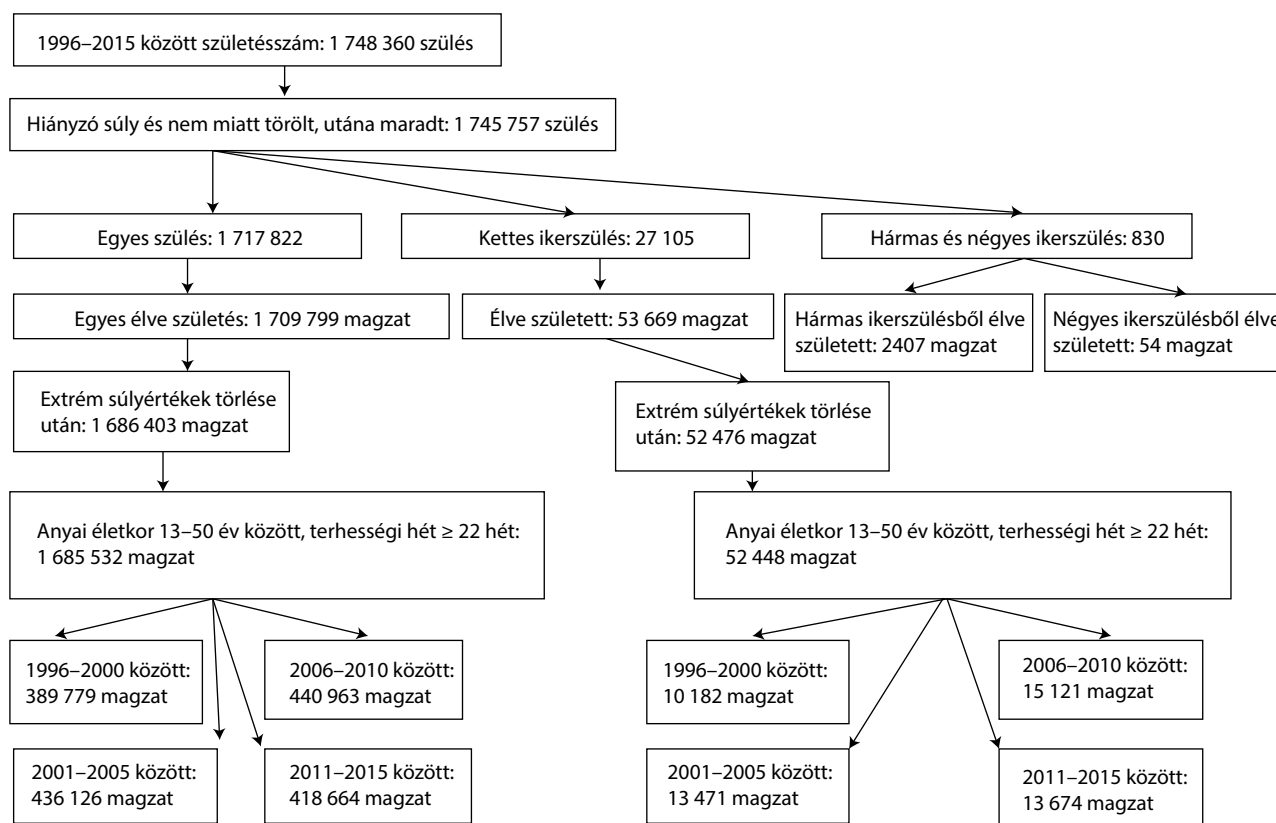 1996–2015 között születésszám: 1 748 360 szülés
Hiányzó súly és nem miatt törölt, utána maradt: 1 745 757 szülés
Egyes szülés: 1 717 822
Kettes ikerszülés: 27 105
Hármas és négyes ikerszülés: 830
Egyes élve születés: 1 709 799 magzat
Élve született: 53 669 magzat
Hármas ikerszülésből élve
született: 2407 magzat
Négyes ikerszülésből élve
született: 54 magzat
Extrém súlyértékek törlése
után: 1 686 403 magzat
Extrém súlyértékek törlése
után: 52 476 magzat
Anyai életkor 13–50 év között, terhességi hét ≥ 22 hét:
1 685 532 magzat
Anyai életkor 13–50 év között, terhességi hét ≥ 22 hét:
52 448 magzat
1996–2000 között:
389 779 magzat
2006–2010 között:
440 963 magzat
1996–2000 között:
10 182 magzat
2006–2010 között:
15 121 magzat
2001–2005 között:
436 126 magzat
2011–2015 között:
418 664 magzat
2001–2005 között:
13 471 magzat
2011–2015 között:
13 674 magzat